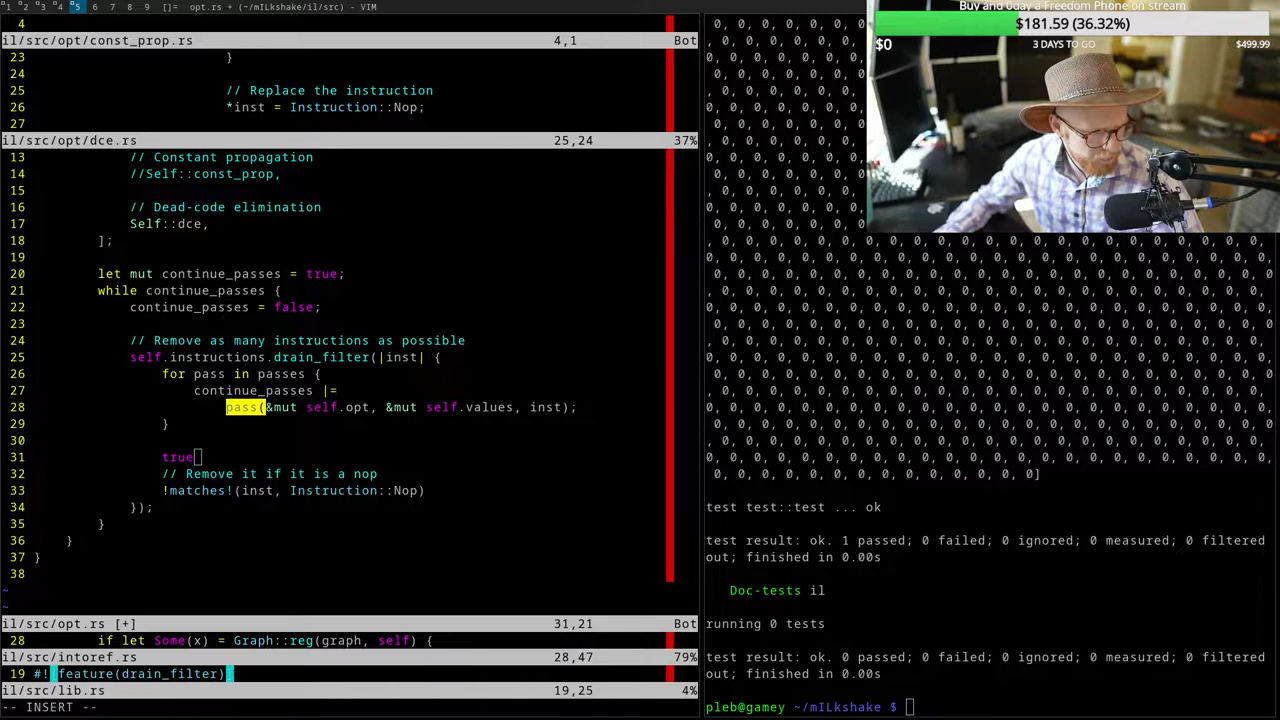 1 2 3 4 5 6 7 8 9 []= opt.rs + (~/mILkshake/il/src) - VIM
4
il/src/opt/const_prop.rs 4,1 Bot
23 }
24
25 // Replace the instruction
26 *inst = Instruction::Nop;
27
il/src/opt/dce.rs 25,24 37%
13 // Constant propagation
14 //Self::const_prop,
15
16 // Dead-code elimination
17 Self::dce,
18 ];
19
20 let mut continue_passes = true;
21 while continue_passes {
22 continue_passes = false;
23
24 // Remove as many instructions as possible
25 self.instructions.drain_filter(|inst| {
26 for pass in passes {
27 continue_passes |=
28 pass(&mut self.opt, &mut self.values, inst);
29 }
30
31 true
32 // Remove it if it is a nop
33 !matches!(inst, Instruction::Nop)
34 });
35 }
36 }
37 }
38
~
~
il/src/opt.rs [+] 31,21 Bot
28 if let Some(x) = Graph::reg(graph, self) {
il/src/intoref.rs 28,47 79%
19 #![feature(drain_filter)]
il/src/lib.rs 19,25 4%
-- INSERT --
Buy and 0day a Freedom Phone on stream
$181.59 (36.32%)
$0 3 DAYS TO GO $499.99
, 0, 0, 0, 0, 0, 0, 0, 0, 0, 0, 0, 0, 0, 0]
test test::test ... ok
test result: ok. 1 passed; 0 failed; 0 ignored; 0 measured; 0 filtered
out; finished in 0.00s
Doc-tests il
running 0 tests
test result: ok. 0 passed; 0 failed; 0 ignored; 0 measured; 0 filtered
out; finished in 0.00s
pleb@gamey ~/mILkshake $